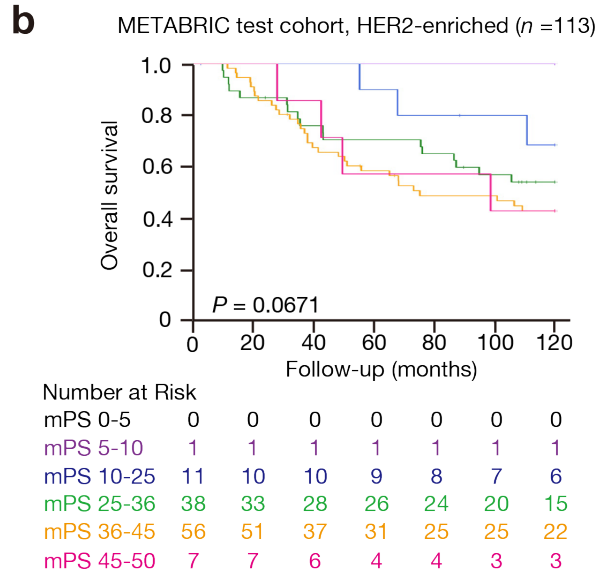 b
METABRIC test cohort, HER2-enriched (n =113)
1.0
0.8
0.6
0.4
0.2
0
Overall survival
P = 0.0671
0 20 40 60 80 100 120
Follow-up (months)
Number at Risk
mPS 0-5 0 0 0 0 0 0 0
mPS 5-10 1 1 1 1 1 1 1
mPS 10-25 11 10 10 9 8 7 6
mPS 25-36 38 33 28 26 24 20 15
mPS 36-45 56 51 37 31 25 25 22
mPS 45-50 7 7 6 4 4 3 3